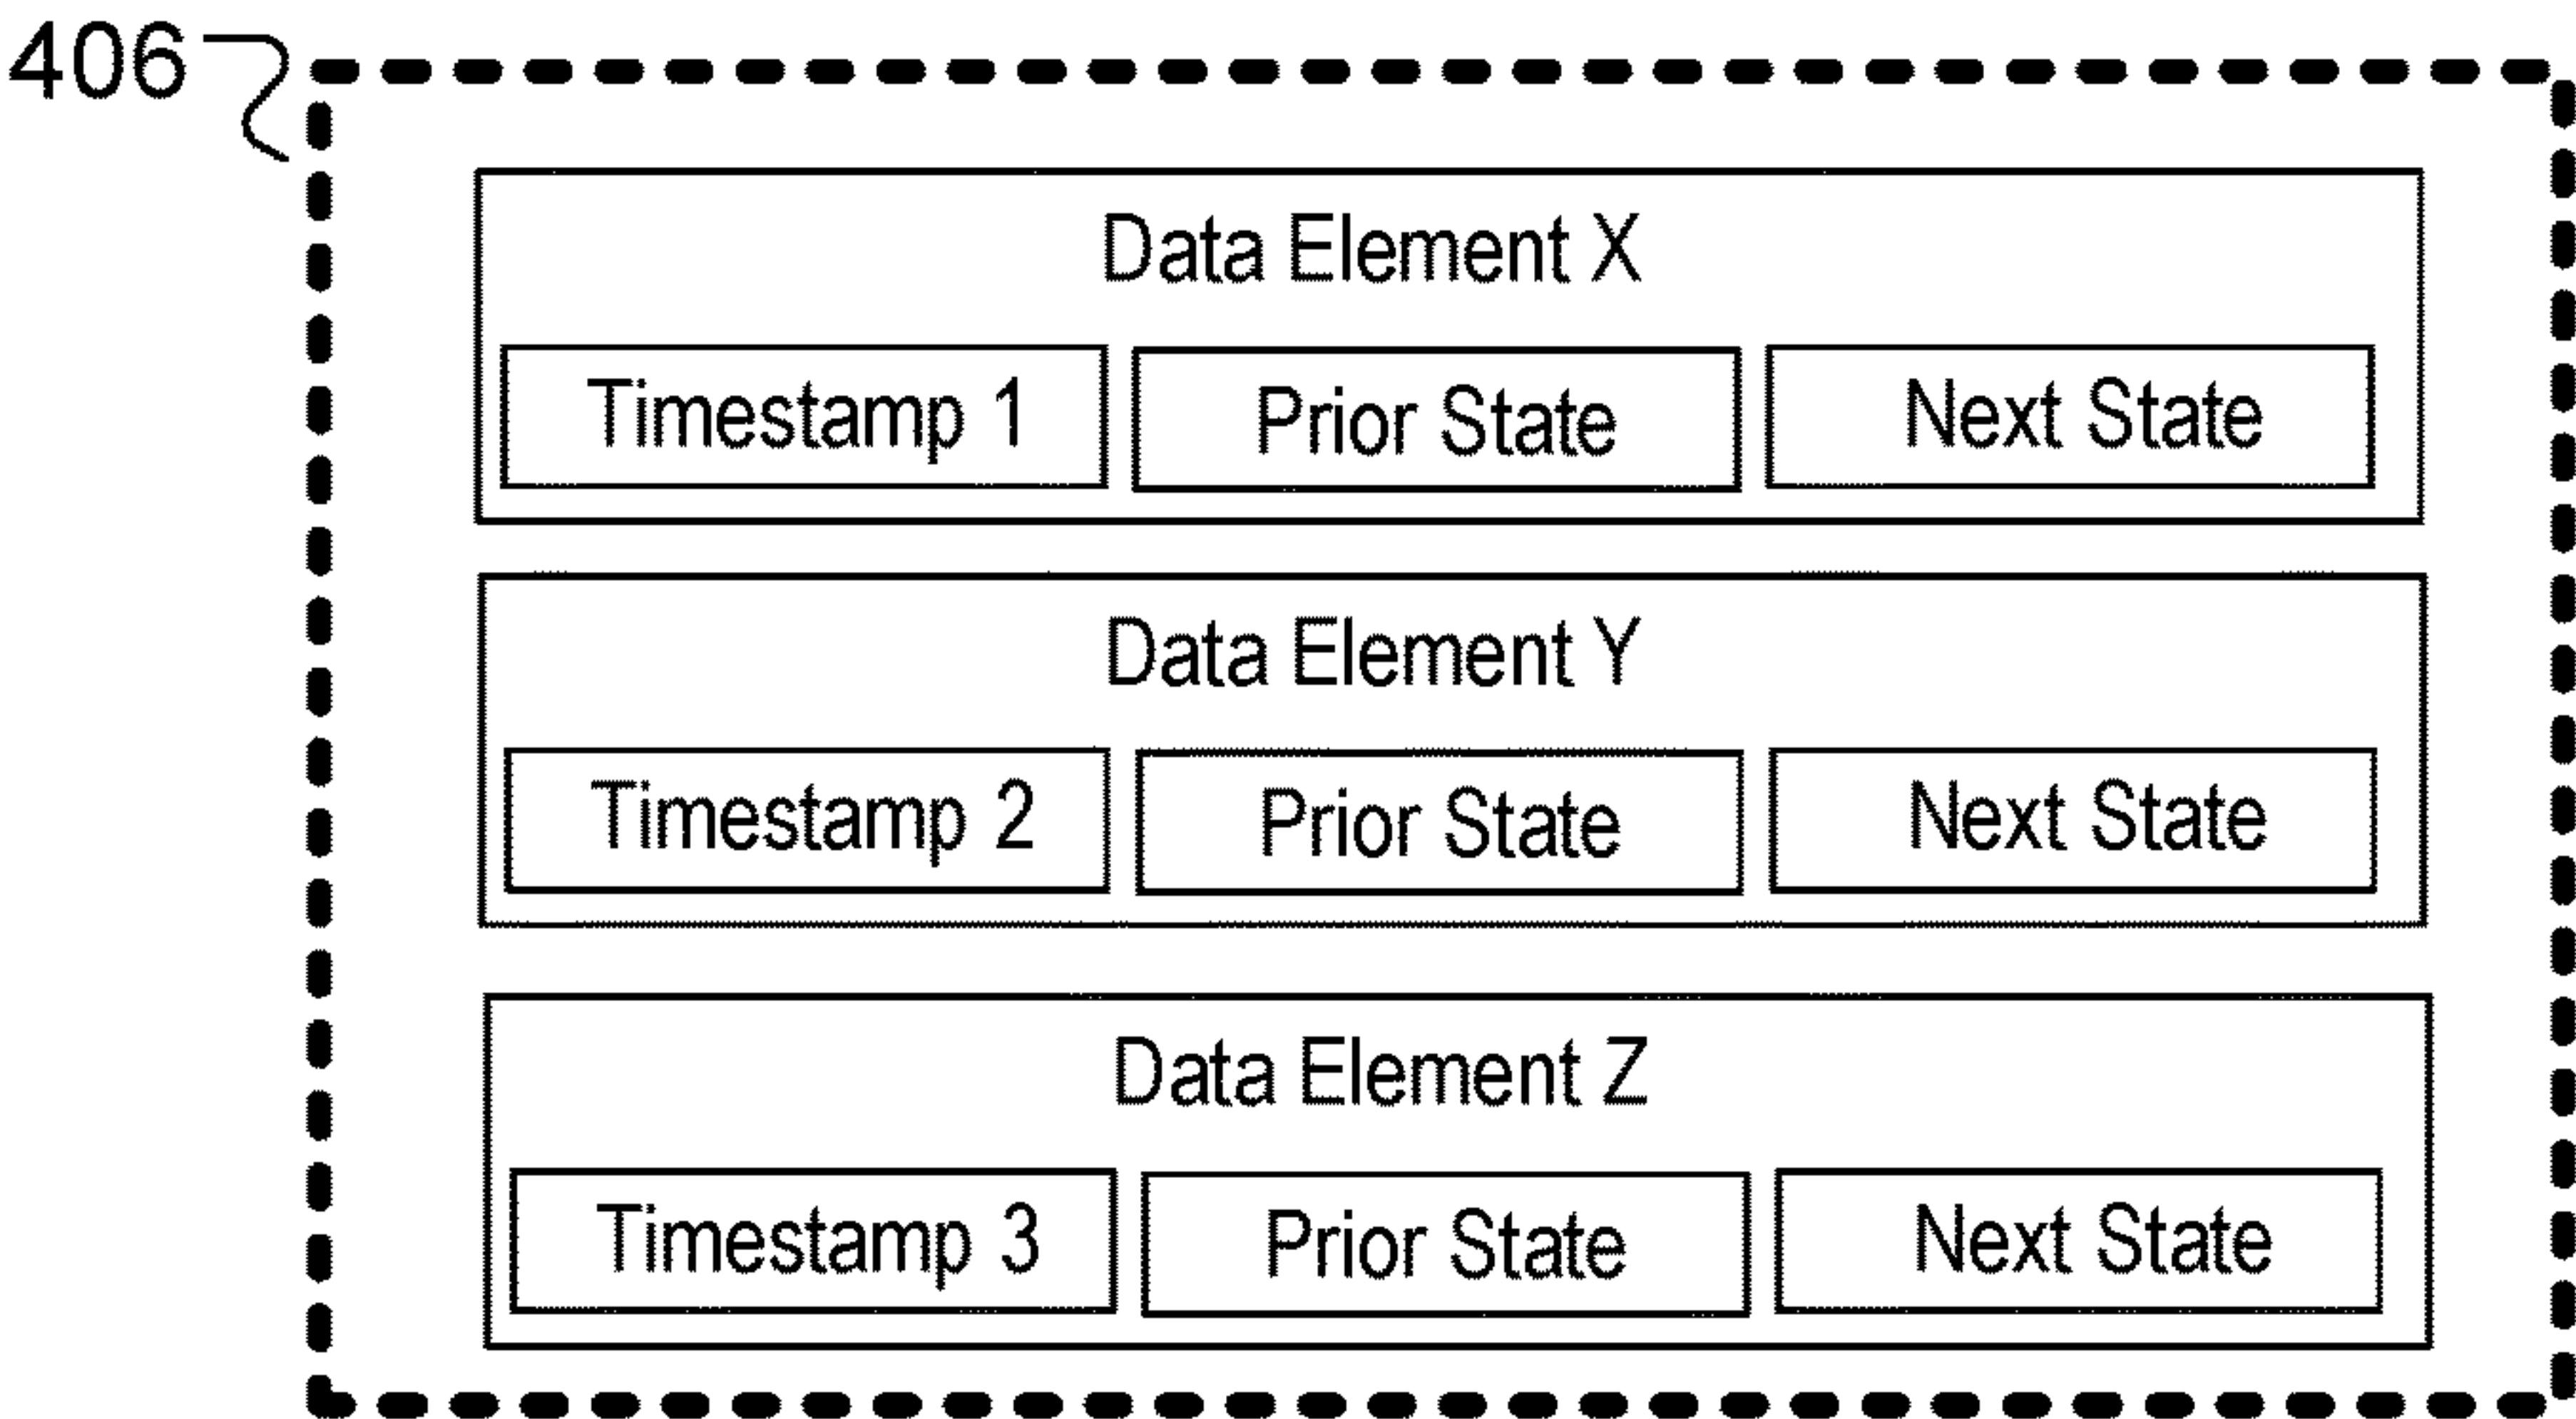 406
Data Element X
Timestamp 1 Prior State Next State
Data Element Y
Timestamp 2 Prior State Next State
Data Element Z
Timestamp 3 Prior State Next State